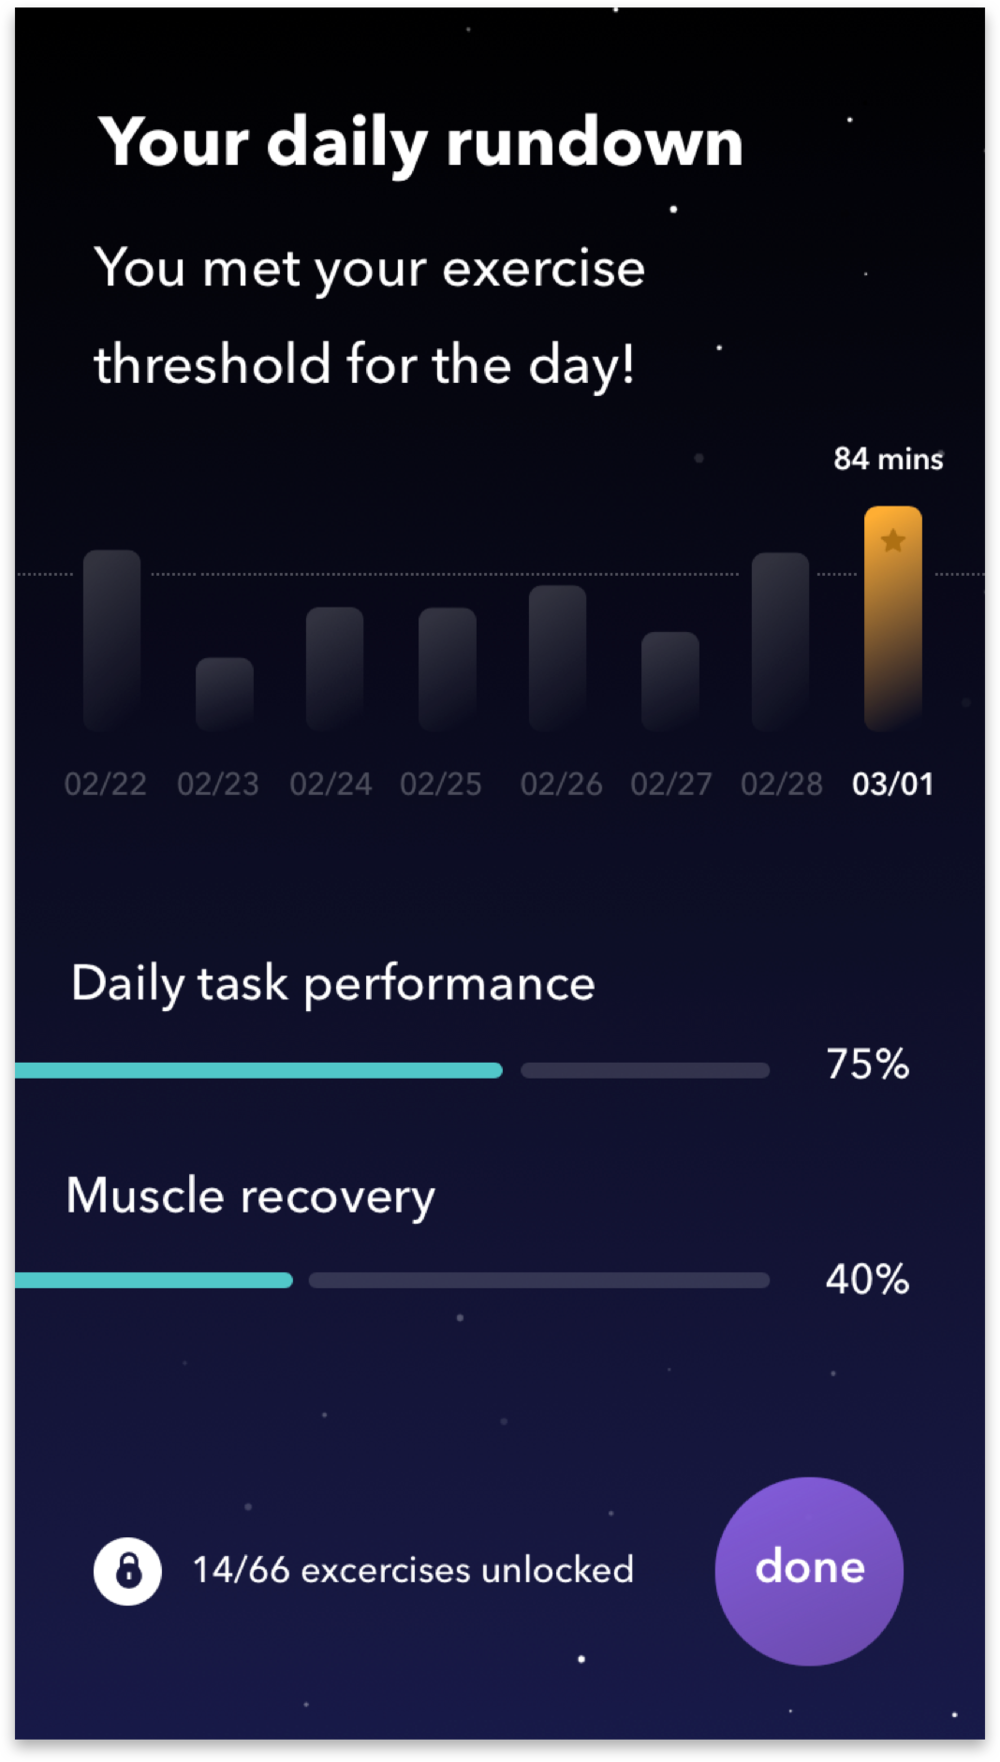 Your daily rundown
You met your exercise
threshold for the day!
84 mins
02/22 02/23 02/24 02/25 02/26 02/27 02/28 03/01
Daily task performance
75%
Muscle recovery
40%
14/66 excercises unlocked
done